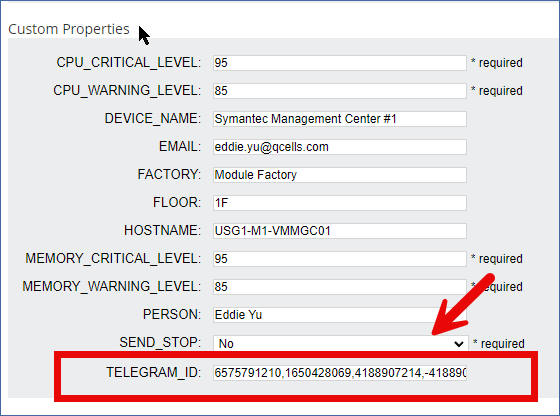 Custom Properties
CPU_CRITICAL_LEVEL: 95 * required
CPU_WARNING_LEVEL: 85 * required
DEVICE_NAME: Symantec Management Center #1
EMAIL: eddie.yu@qcells.com
FACTORY: Module Factory
FLOOR: 1F
HOSTNAME: USG1-M1-VMMGC01
MEMORY_CRITICAL_LEVEL: 95 * required
MEMORY_WARNING_LEVEL: 85 * required
PERSON: Eddie Yu
SEND_STOP: No * required
TELEGRAM_ID: 6575791210,1650428069,4188907214,-418890